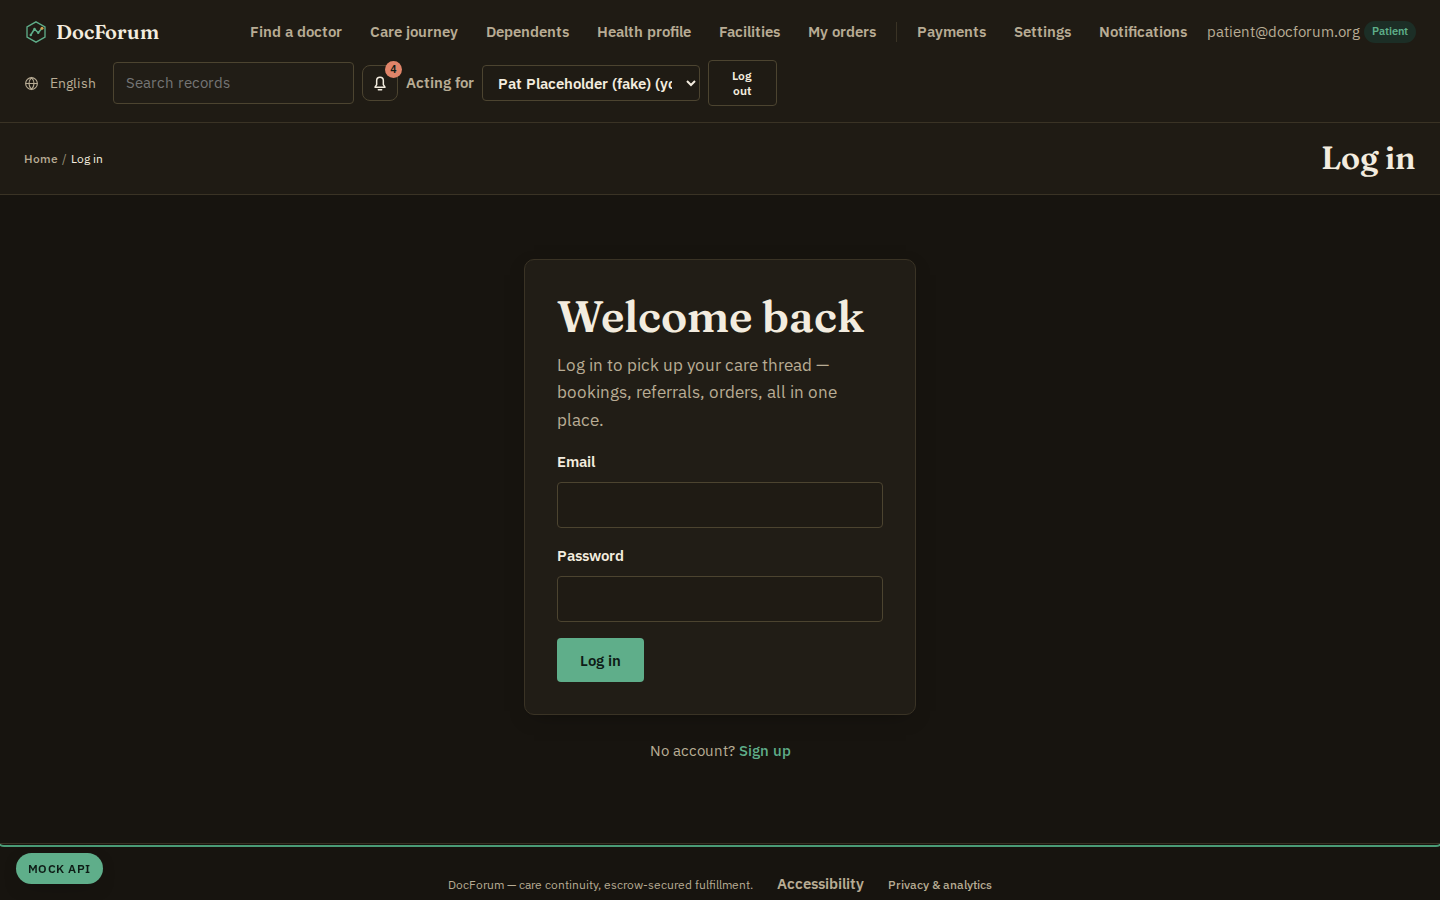 DocForum
Find a doctor
Care journey
Dependents
Health profile
Facilities
My orders
Payments
Settings
Notifications
patient@docforum.org
Patient
English
Search records
4
Acting for
Pat Placeholder (fake) (yo
Log
out
Home / Log in
Log in
Welcome back
Log in to pick up your care thread —
bookings, referrals, orders, all in one
place.
Email
Password
Log in
No account? Sign up
MOCK API
DocForum — care continuity, escrow-secured fulfillment.
Accessibility
Privacy & analytics